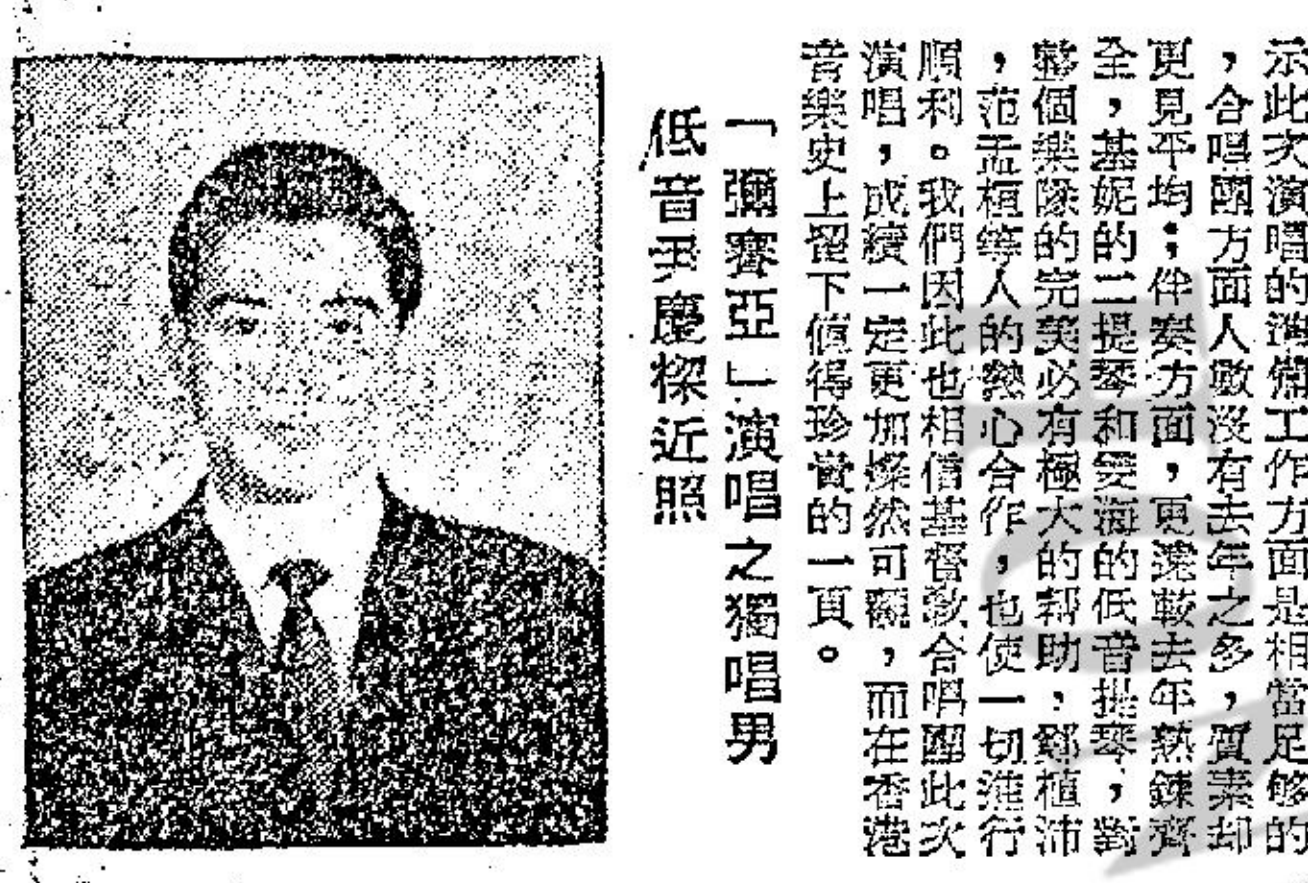 示此次演唱的準備工作方面是相當足够的
，合唱團方面人數沒有去年之多，質素却
更見平均；伴奏方面，更遠較去年熟鍊齊
全，基妮的二提琴和雯海的低音提琴，對
整個樂隊的完美必有極大的幫助，鄭植沛
，范孟桓等人的熱心合作，也使一切進行
順利。我們因此也相信基督敎合唱團此次
演唱，成績一定更加燦然可觀，而在香港
音樂史上留下值得珍貴的一頁。
「彌賽亞」演唱之獨唱男
低音尹慶樑近照